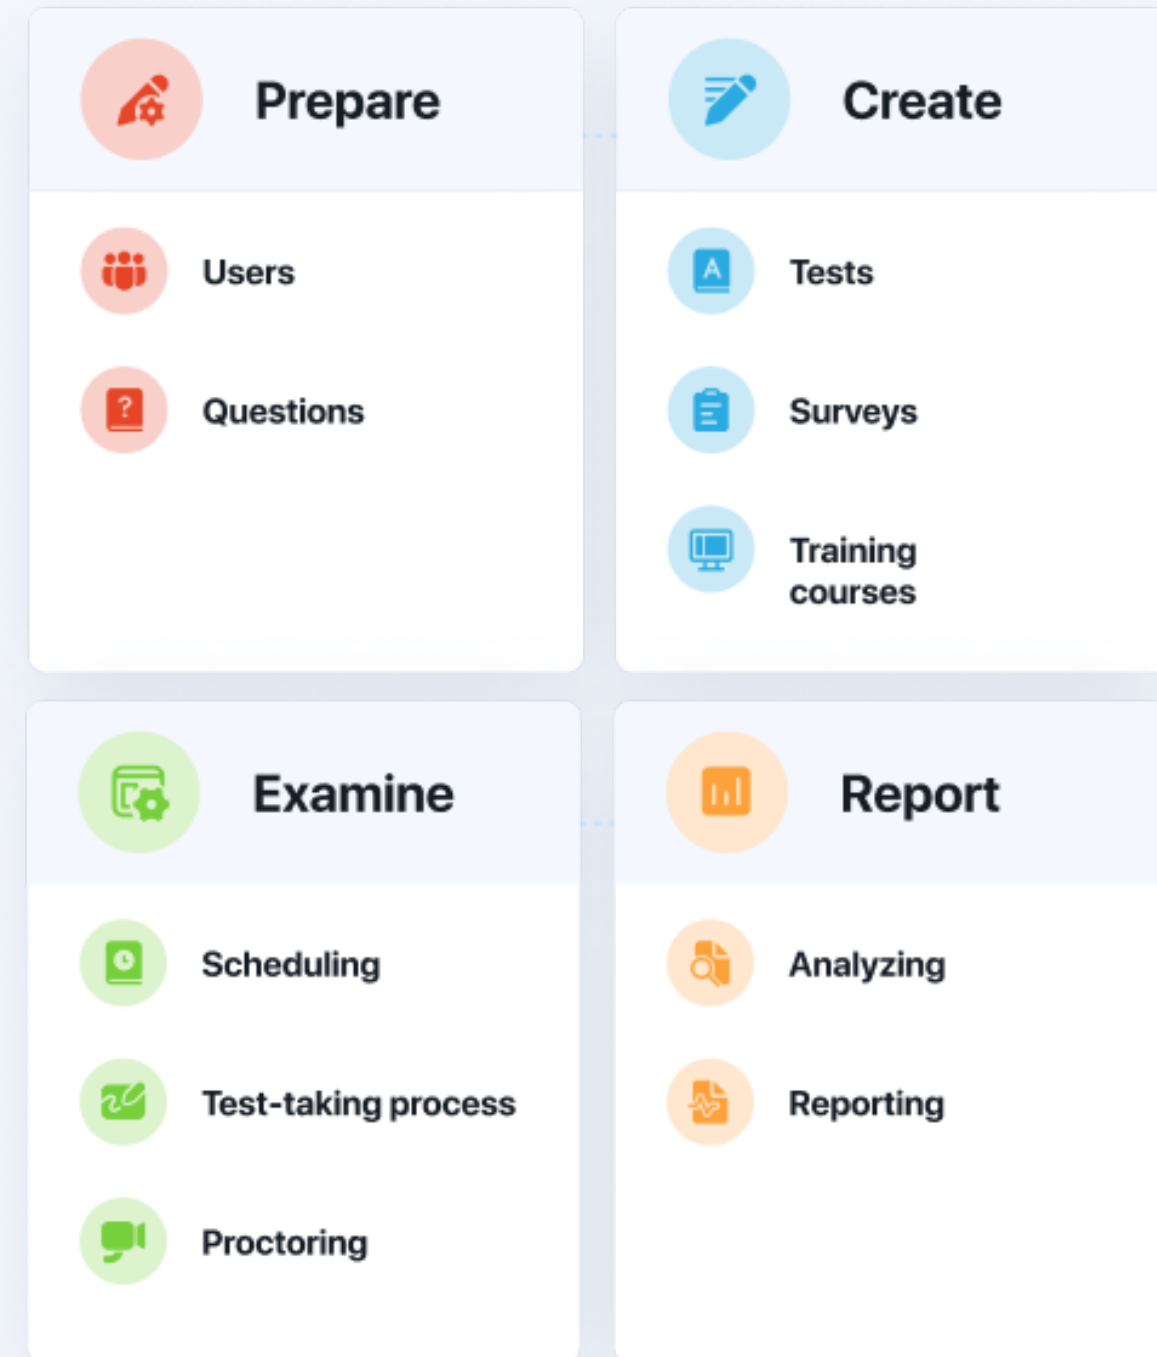 Prepare
Users
Questions
Create
Tests
Surveys
Training
courses
Examine
Scheduling
Test-taking process
Proctoring
Report
Analyzing
Reporting